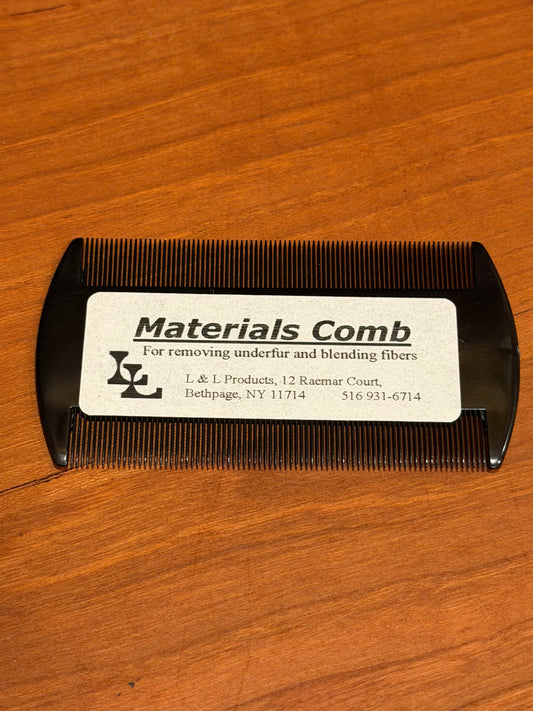 Materials Comb
For removing underfur and blending fibers
LL
L & L Products, 12 Raemar Court,
Bethpage, NY 11714 516 931-6714